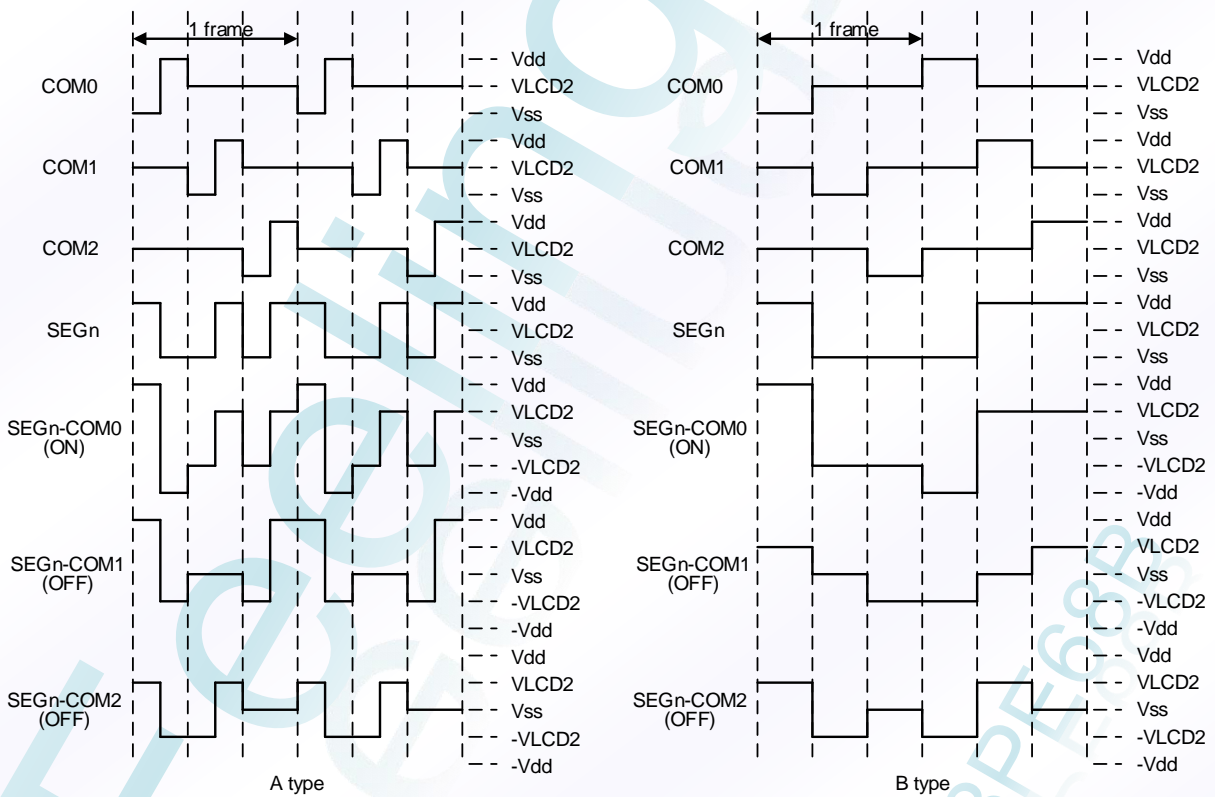 1 frame
COM0
Vdd
VLCD2
Vss
COM1
Vdd
VLCD2
Vss
COM2
Vdd
VLCD2
Vss
SEGn
Vdd
VLCD2
Vss
SEGn-COM0
(ON)
Vdd
VLCD2
Vss
-VLCD2
-Vdd
SEGn-COM1
(OFF)
Vdd
VLCD2
Vss
-VLCD2
-Vdd
SEGn-COM2
(OFF)
Vdd
VLCD2
Vss
-VLCD2
-Vdd
A type
1 frame
COM0
Vdd
VLCD2
Vss
COM1
Vdd
VLCD2
Vss
COM2
Vdd
VLCD2
Vss
SEGn
Vdd
VLCD2
Vss
SEGn-COM0
(ON)
Vdd
VLCD2
Vss
-VLCD2
-Vdd
SEGn-COM1
(OFF)
Vdd
VLCD2
Vss
-VLCD2
-Vdd
SEGn-COM2
(OFF)
Vdd
VLCD2
Vss
-VLCD2
-Vdd
B type